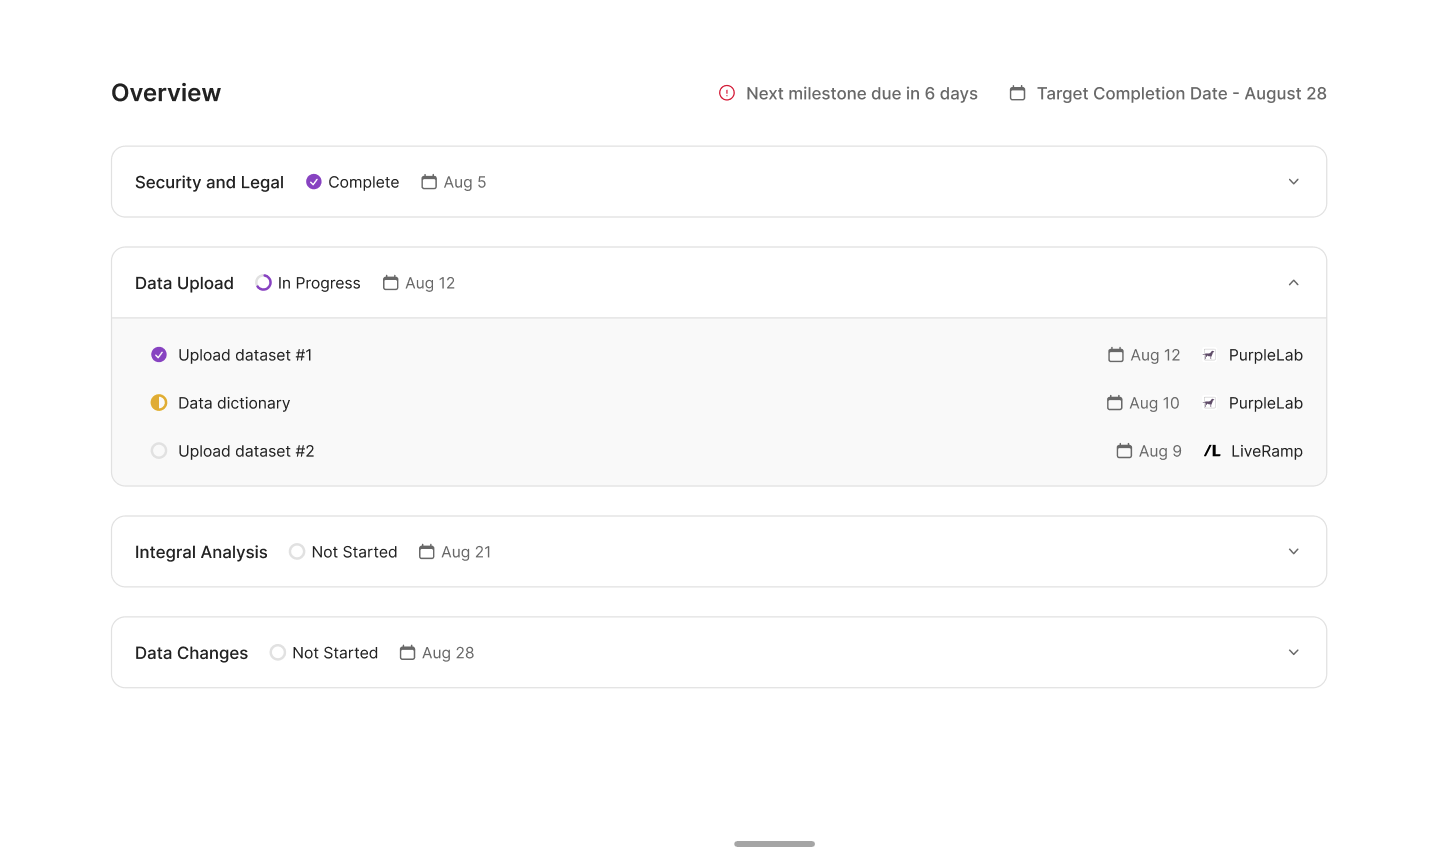 Overview
Next milestone due in 6 days
Target Completion Date - August 28
Security and Legal Complete Aug 5
Data Upload In Progress Aug 12
Upload dataset #1 Aug 12 PurpleLab
Data dictionary Aug 10 PurpleLab
Upload dataset #2 Aug 9 /L LiveRamp
Integral Analysis Not Started Aug 21
Data Changes Not Started Aug 28